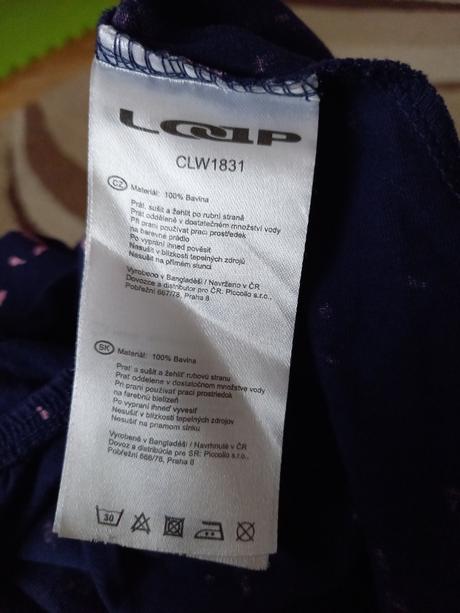 LOAP
CLW1831
CZ Materiál: 100% Bavina
Prát, sušit a žehlit po rubní straně
Prát odděleně v dostatečném množství vody
Při praní používat prací prostředek
na barevné prádlo
Po vyprání ihned pověsit
Nesušit v blízkosti tepelných zdrojů
Nesušit na přímém slunci
Vyrobeno v Bangladéši / Navrženo v ČR
Dovozce a distributor pro ČR: Piccollo s.r.o.,
Pobřežní 667/78, Praha 8
SK Materiál: 100% Bavina
Prať a sušiť a žehliť rubovú stranu
Prať oddelene v dostatočnom množstve vody
Pri praní používať prací prostriedok
na farebnú bielizeň
Po vypraní ihneď vyvesiť
Nesušiť v blízkosti tepelných zdrojov
Nesušiť na priamom slnku
Vyrobené v Bangladéši / Navrhnuté v ČR
Dovoz a distribúcia pre SR: Piccollo s.r.o.,
Pobřežní 666/78, Praha 8
30